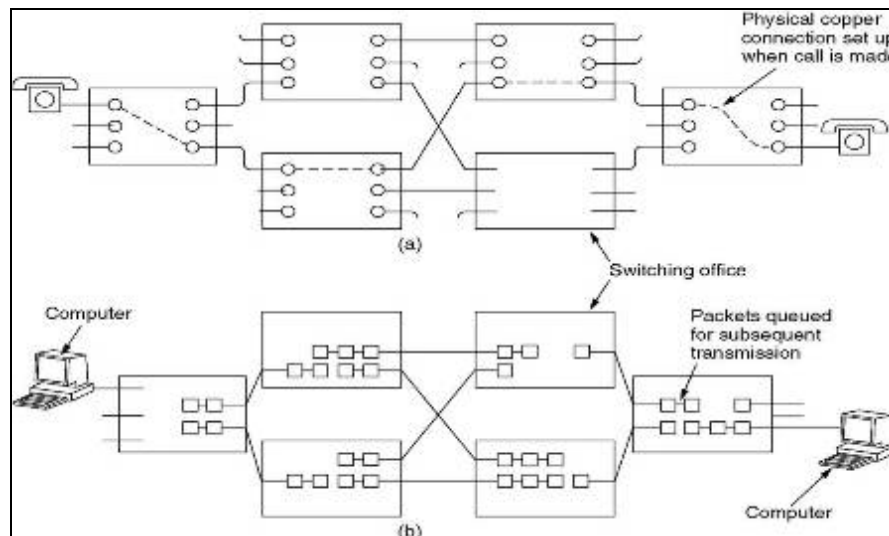 Physical copper
connection set up
when call is made
(a)
Switching office
Computer
Packets queued
for subsequent
transmission
Computer
(b)